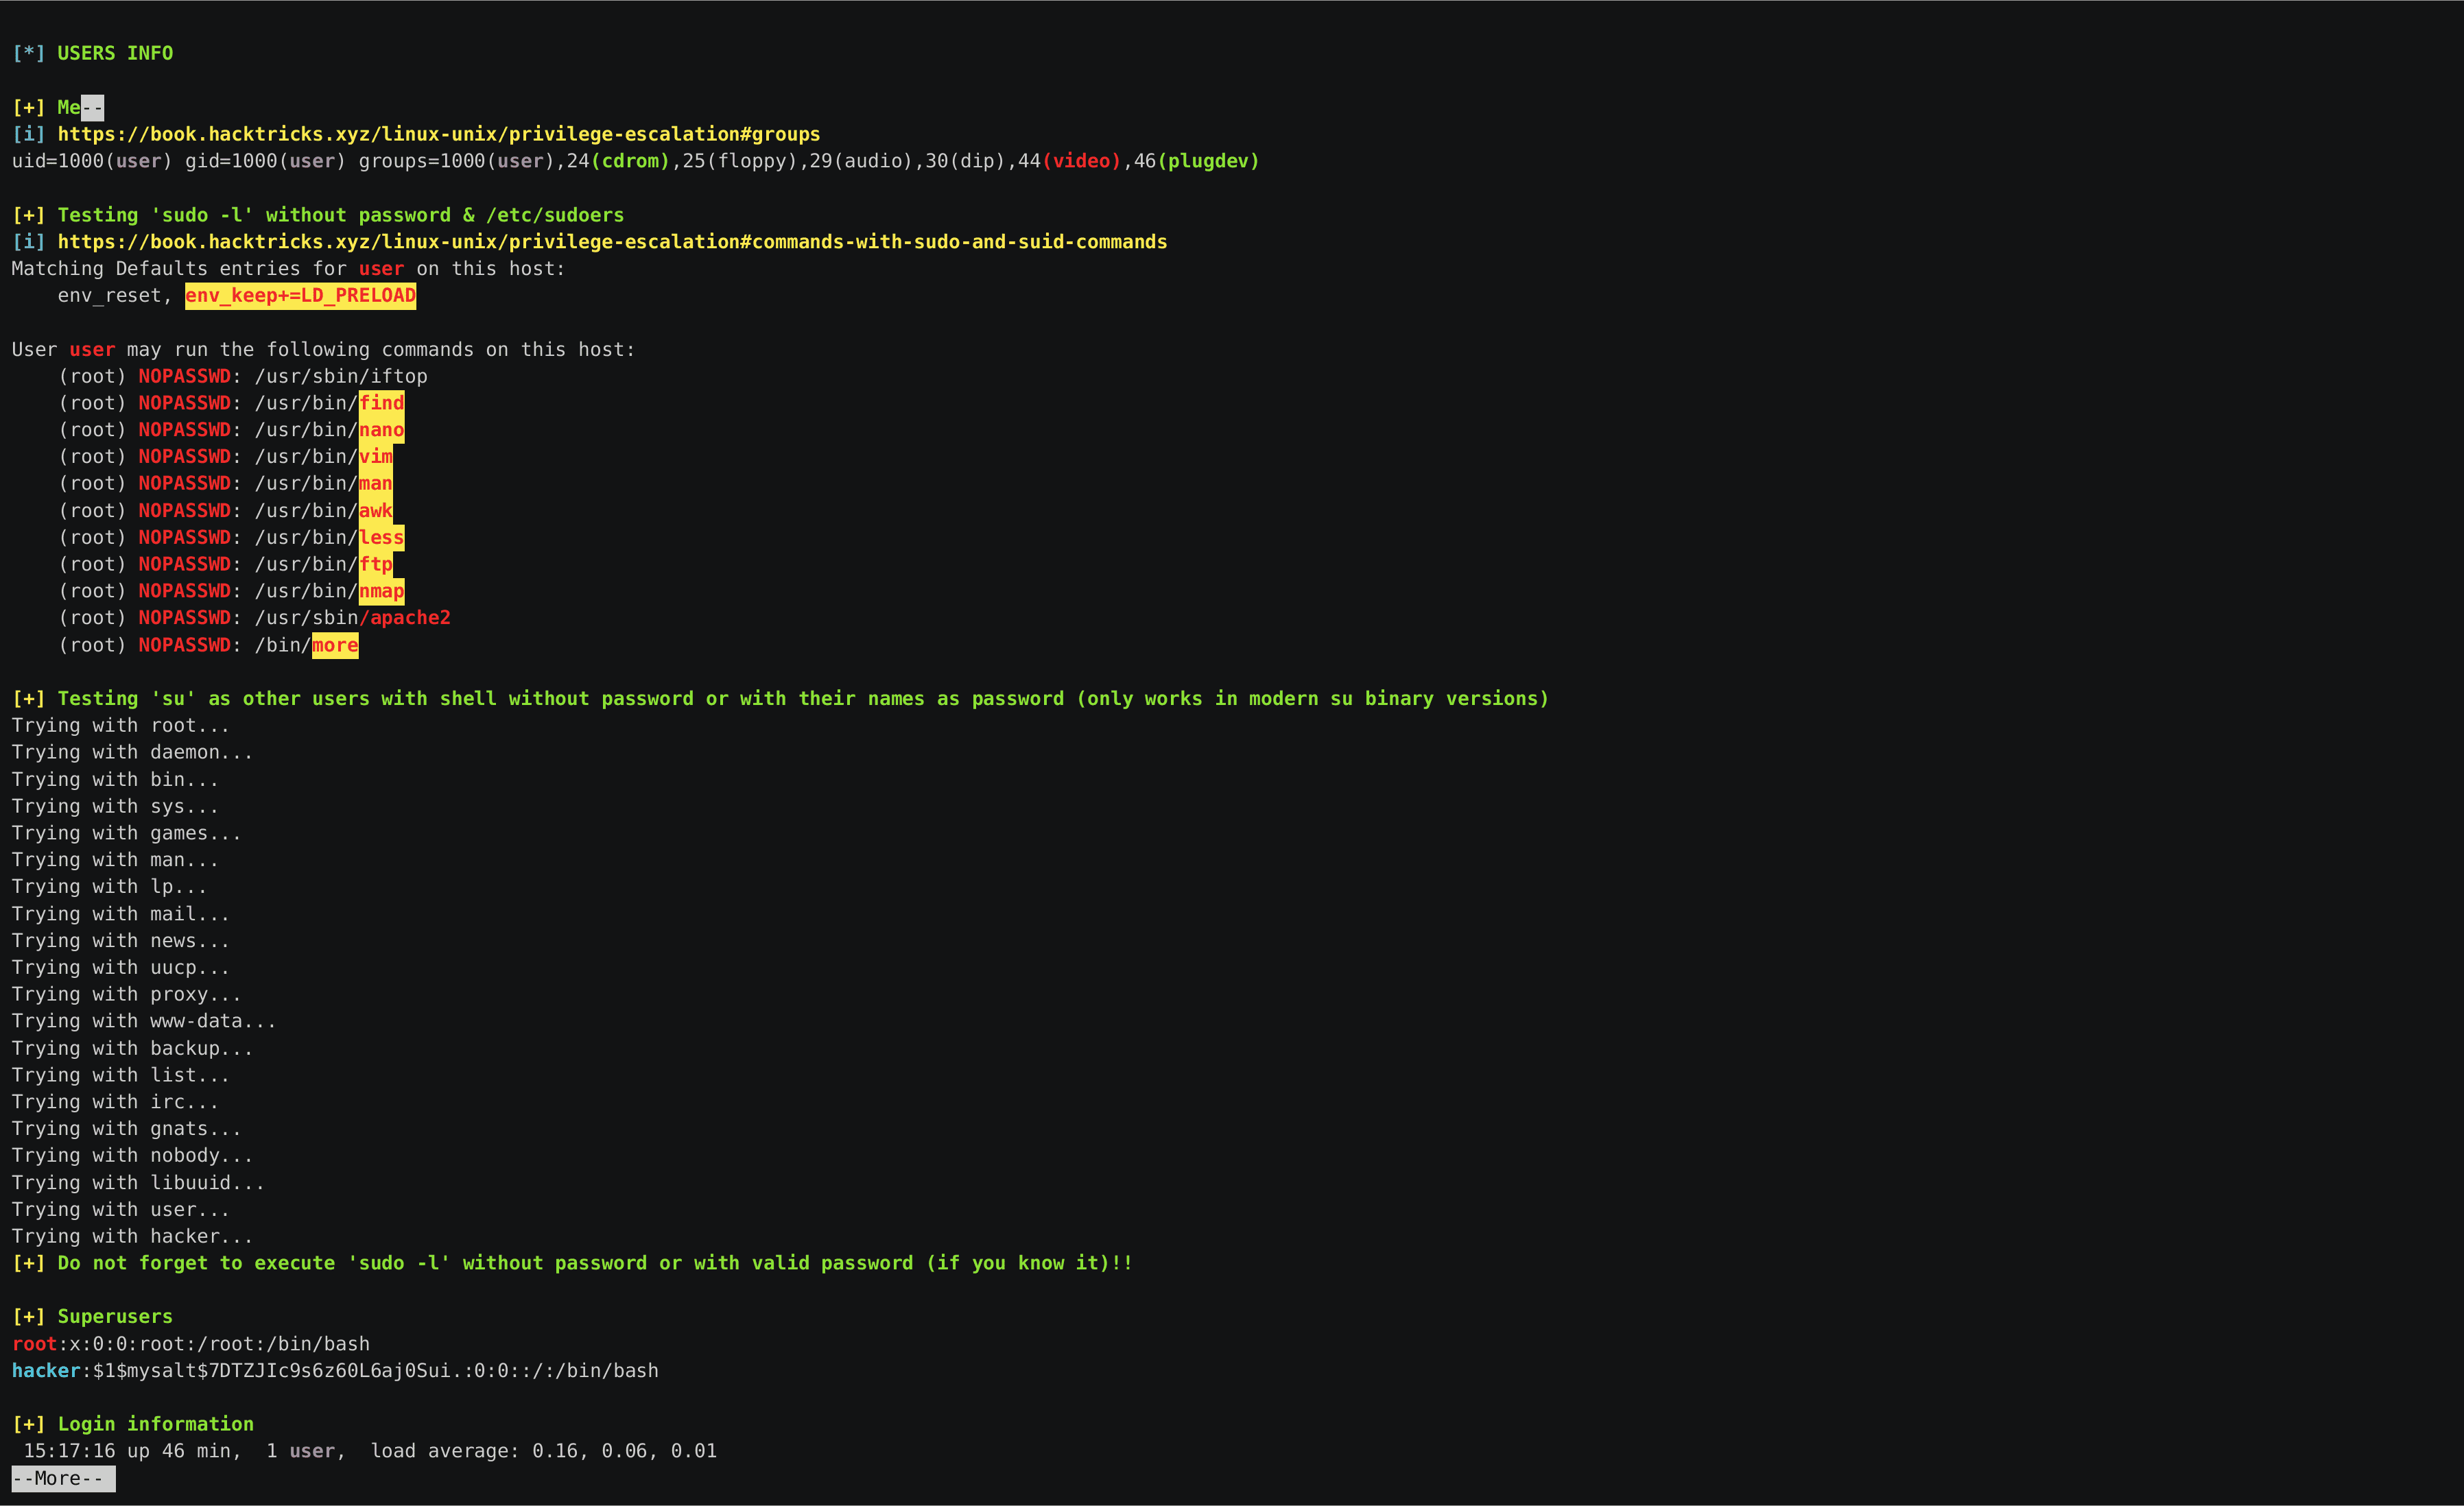 [*] USERS INFO
[+] Me--
[i] https://book.hacktricks.xyz/linux-unix/privilege-escalation#groups
uid=1000(user) gid=1000(user) groups=1000(user),24(cdrom),25(floppy),29(audio),30(dip),44(video),46(plugdev)
[+] Testing 'sudo -l' without password & /etc/sudoers
[i] https://book.hacktricks.xyz/linux-unix/privilege-escalation#commands-with-sudo-and-suid-commands
Matching Defaults entries for user on this host:
    env_reset, env_keep+=LD_PRELOAD
User user may run the following commands on this host:
    (root) NOPASSWD: /usr/sbin/iftop
    (root) NOPASSWD: /usr/bin/find
    (root) NOPASSWD: /usr/bin/nano
    (root) NOPASSWD: /usr/bin/vim
    (root) NOPASSWD: /usr/bin/man
    (root) NOPASSWD: /usr/bin/awk
    (root) NOPASSWD: /usr/bin/less
    (root) NOPASSWD: /usr/bin/ftp
    (root) NOPASSWD: /usr/bin/nmap
    (root) NOPASSWD: /usr/sbin/apache2
    (root) NOPASSWD: /bin/more
[+] Testing 'su' as other users with shell without password or with their names as password (only works in modern su binary versions)
Trying with root...
Trying with daemon...
Trying with bin...
Trying with sys...
Trying with games...
Trying with man...
Trying with lp...
Trying with mail...
Trying with news...
Trying with uucp...
Trying with proxy...
Trying with www-data...
Trying with backup...
Trying with list...
Trying with irc...
Trying with gnats...
Trying with nobody...
Trying with libuuid...
Trying with user...
Trying with hacker...
[+] Do not forget to execute 'sudo -l' without password or with valid password (if you know it)!!
[+] Superusers
root:x:0:0:root:/root:/bin/bash
hacker:$1$mysalt$7DTZJIc9s6z60L6aj0Sui.:0:0::/:/bin/bash
[+] Login information
 15:17:16 up 46 min,  1 user,  load average: 0.16, 0.06, 0.01
--More--